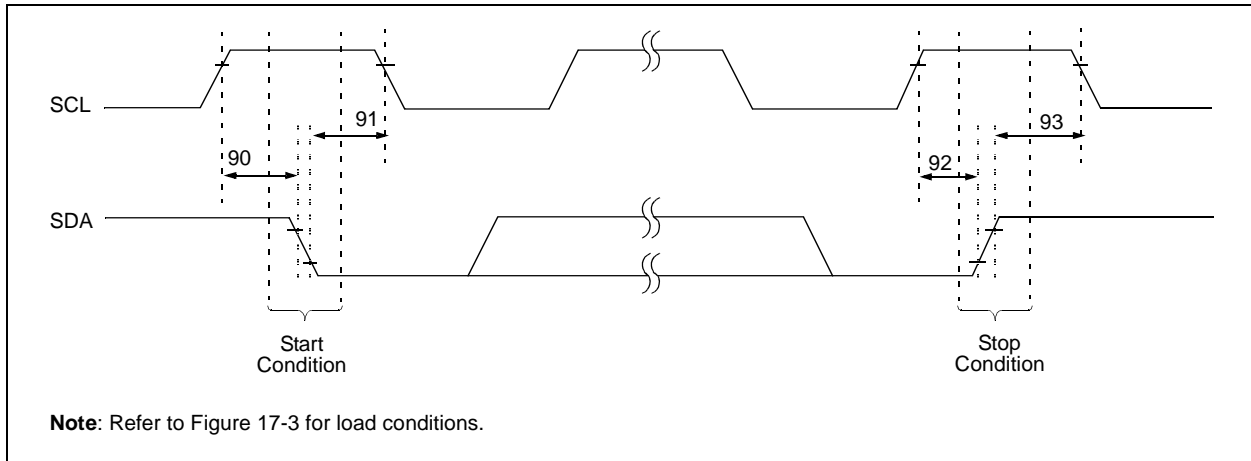 SCL
91
93
90
92
SDA
Start
Condition
Stop
Condition
Note: Refer to Figure 17-3 for load conditions.